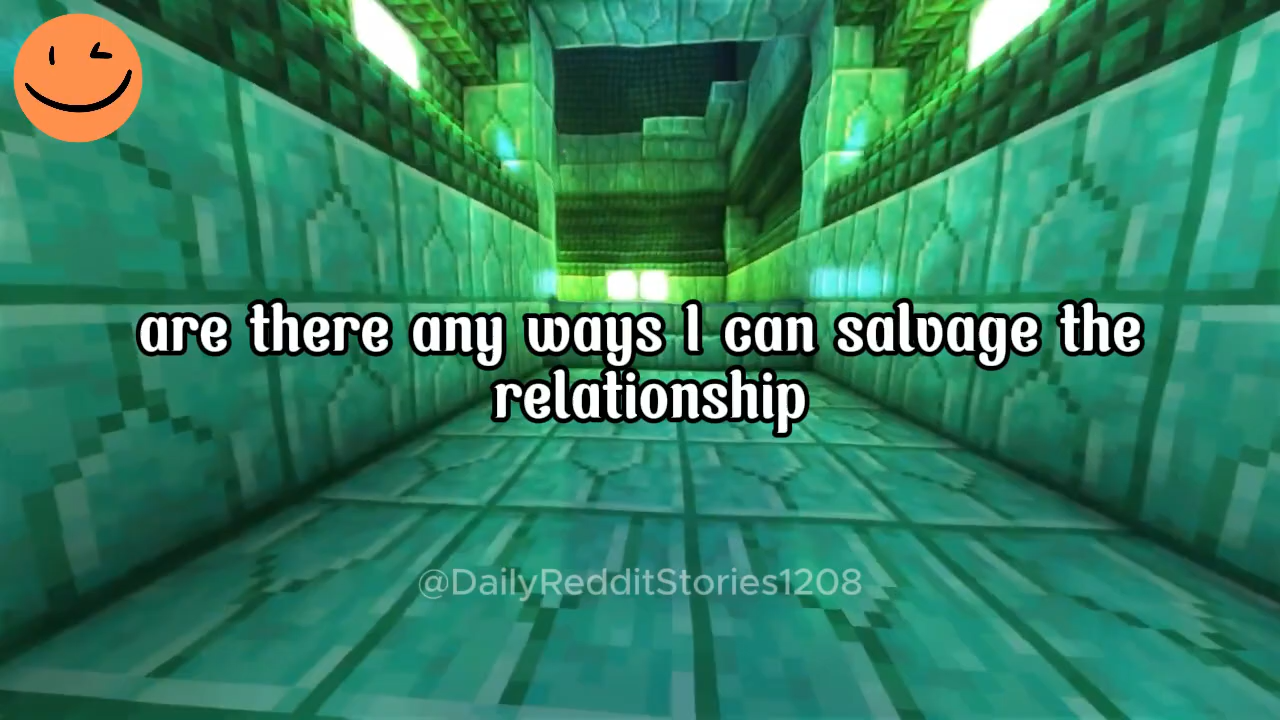 are there any ways I can salvage the
relationship
@DailyRedditStories1208